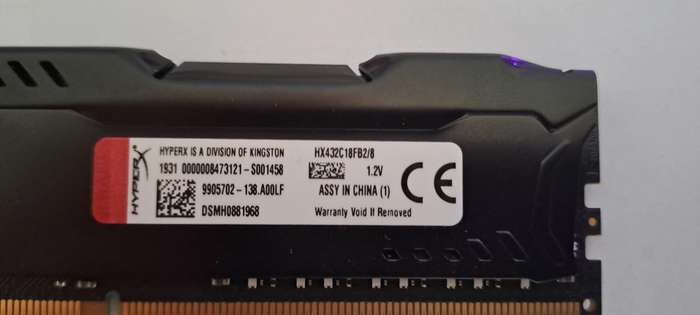 HYPERX
HYPERX IS A DIVISION OF KINGSTON
1931 0000008473121-S001458
9905702-138.A00LF
DSMH0881968
HX432C18FB2/8
1.2V
ASSY IN CHINA (1)
CE
Warranty Void If Removed